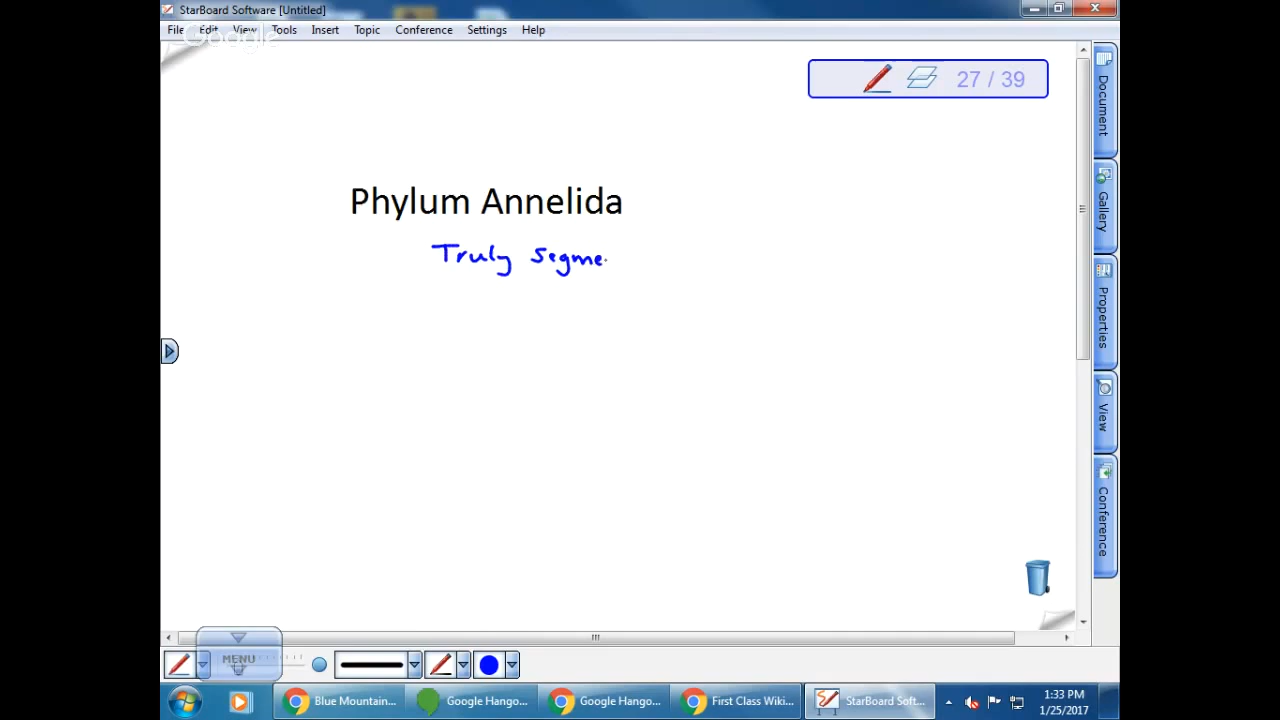 StarBoard Software [Untitled]
File Edit View Tools Insert Topic Conference Settings Help
Google
27 / 39
Document
Gallery
Properties
View
Conference
Phylum Annelida
Truly segme
MENU
Blue Mountain...
Google Hango...
Google Hango...
First Class Wiki...
StarBoard Soft...
1:33 PM
1/25/2017